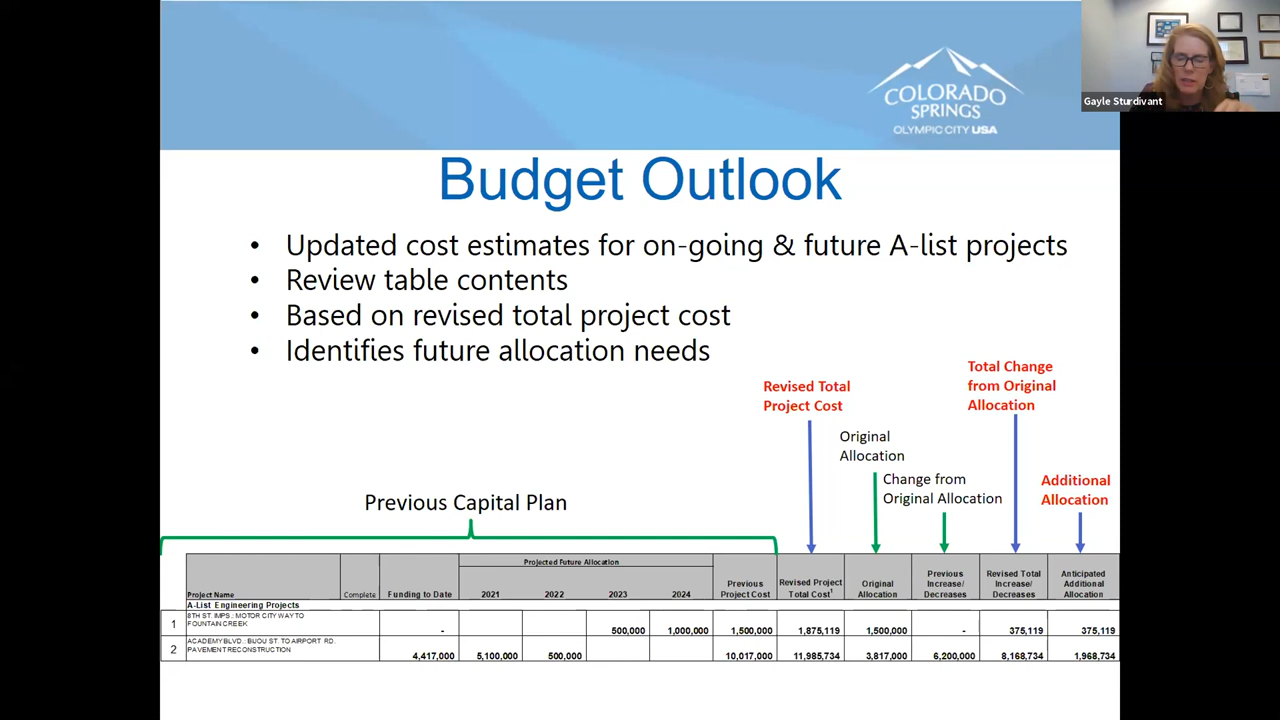 COLORADO
SPRINGS
OLYMPIC CITY USA
Gayle Sturdivant
Budget Outlook
• Updated cost estimates for on-going & future A-list projects
• Review table contents
• Based on revised total project cost
• Identifies future allocation needs
Revised Total
Project Cost
Original
Allocation
Change from
Original Allocation
Total Change
from Original
Allocation
Additional
Allocation
Previous Capital Plan
Projected Future Allocation
Project Name Complete Funding to Date 2021 2022 2023 2024 Previous Project Cost Revised Project Total Cost¹ Original Allocation Previous Increase/ Decreases Revised Total Increase/ Decreases Anticipated Additional Allocation
A-List Engineering Projects
1 8TH ST. IMPS.: MOTOR CITY WAY TO FOUNTAIN CREEK - 500,000 1,000,000 1,500,000 1,875,119 1,500,000 - 375,119 375,119
2 ACADEMY BLVD.: BIJOU ST. TO AIRPORT RD. PAVEMENT RECONSTRUCTION 4,417,000 5,100,000 500,000 10,017,000 11,985,734 3,817,000 6,200,000 8,168,734 1,968,734